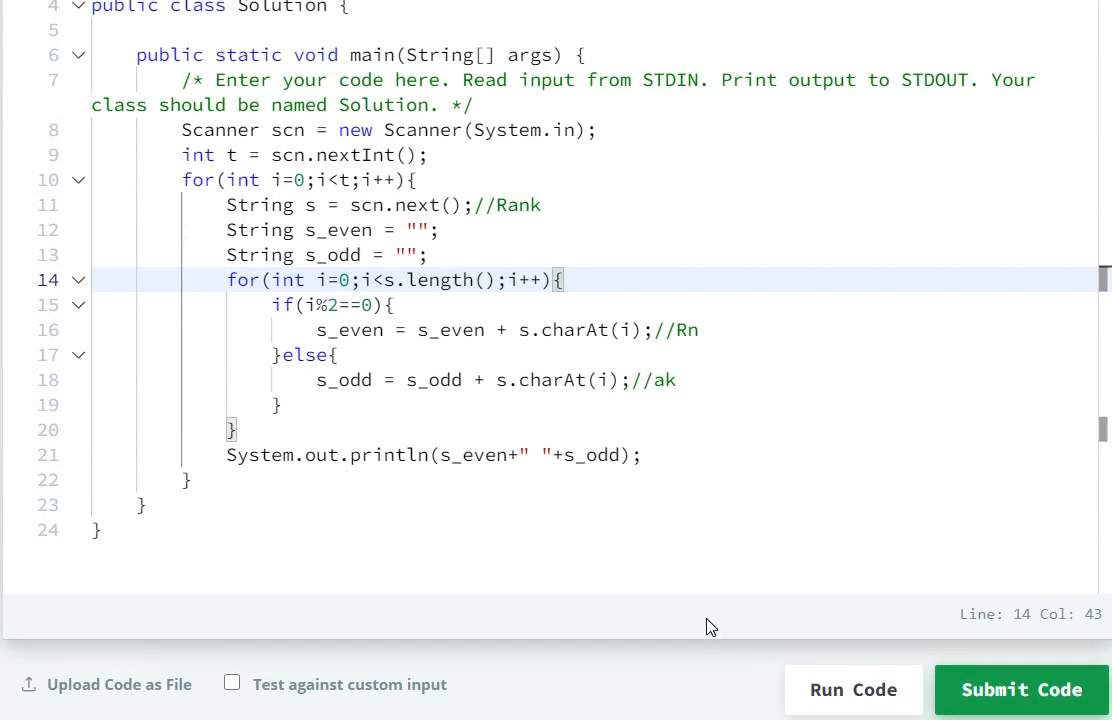 4 public class Solution {
5
6 public static void main(String[] args) {
7 /* Enter your code here. Read input from STDIN. Print output to STDOUT. Your
class should be named Solution. */
8 Scanner scn = new Scanner(System.in);
9 int t = scn.nextInt();
10 for(int i=0;i<t;i++){
11 String s = scn.next();//Rank
12 String s_even = "";
13 String s_odd = "";
14 for(int i=0;i<s.length();i++){
15 if(i%2==0){
16 s_even = s_even + s.charAt(i);//Rn
17 }else{
18 s_odd = s_odd + s.charAt(i);//ak
19 }
20 }
21 System.out.println(s_even+" "+s_odd);
22 }
23 }
24 }
Line: 14 Col: 43
Upload Code as File Test against custom input Run Code Submit Code